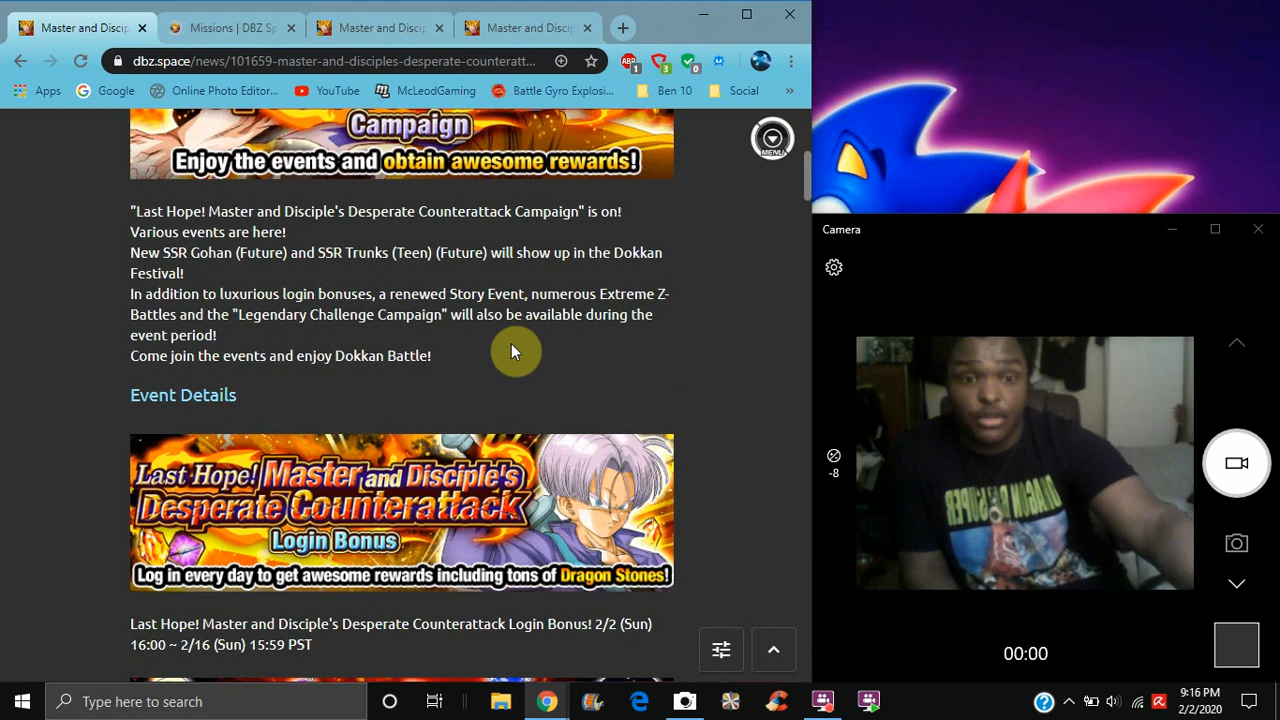 Master and Discip
Missions | DBZ Sp
Master and Discip
Master and Discip
dbz.space/news/101659-master-and-disciples-desperate-counteratt...
ABP
1
3
0
Apps
Google
Online Photo Editor...
YouTube
McLeodGaming
Battle Gyro Explosi...
Ben 10
Social
»
Campaign
Enjoy the events and obtain awesome rewards!
MENU
"Last Hope! Master and Disciple's Desperate Counterattack Campaign" is on!
Various events are here!
New SSR Gohan (Future) and SSR Trunks (Teen) (Future) will show up in the Dokkan
Festival!
In addition to luxurious login bonuses, a renewed Story Event, numerous Extreme Z-
Battles and the "Legendary Challenge Campaign" will also be available during the
event period!
Come join the events and enjoy Dokkan Battle!
Event Details
Last Hope! Master and Disciple's
Desperate Counterattack
Login Bonus
Log in every day to get awesome rewards including tons of Dragon Stones!
Last Hope! Master and Disciple's Desperate Counterattack Login Bonus! 2/2 (Sun)
16:00 ~ 2/16 (Sun) 15:59 PST
Camera
-8
DRAGON BALL SUPER
00:00
Type here to search
9:16 PM
2/2/2020